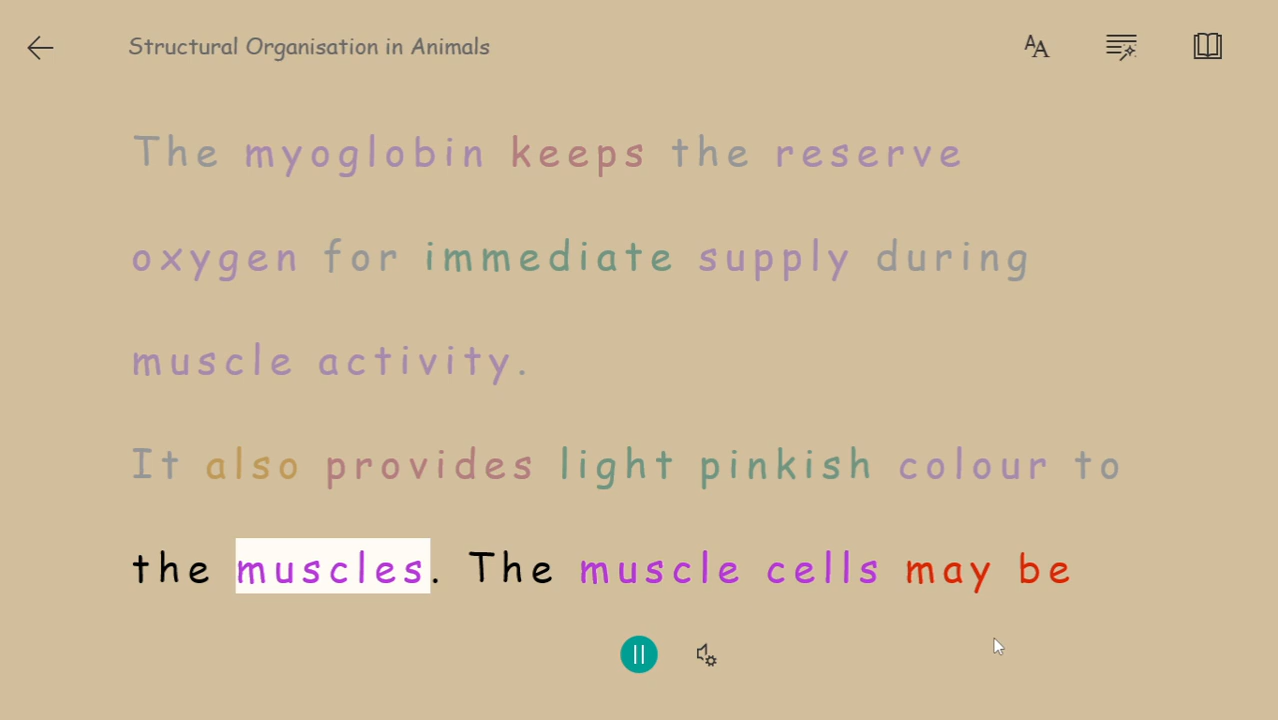 Structural Organisation in Animals
The myoglobin keeps the reserve
oxygen for immediate supply during
muscle activity.
It also provides light pinkish colour to
the muscles. The muscle cells may be